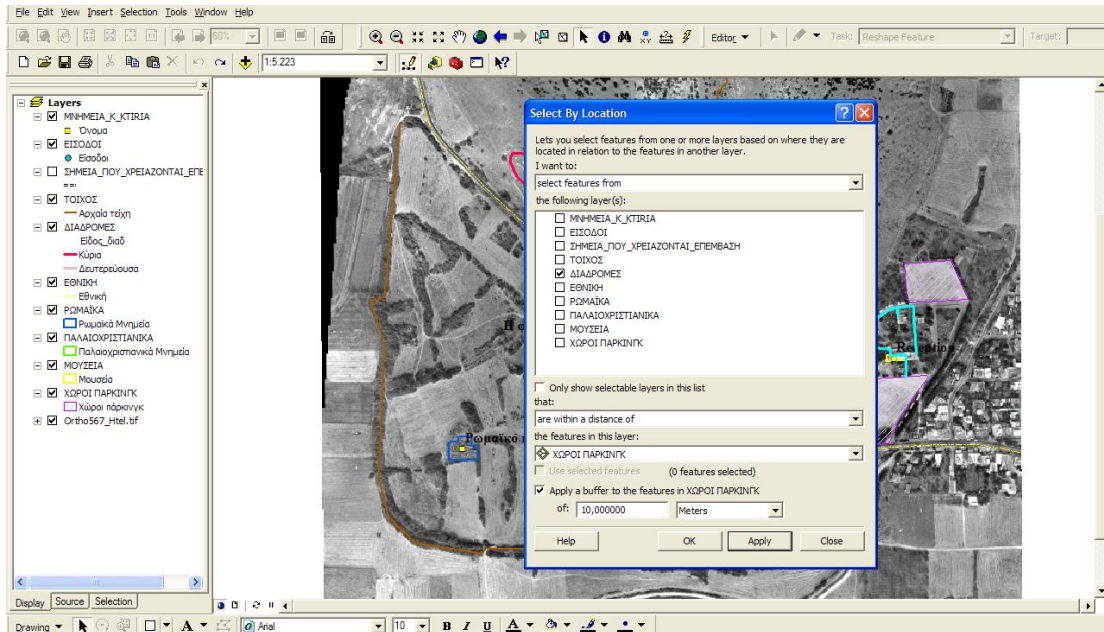 File Edit View Insert Selection Tools Window Help
60% Editor Task: Reshape Feature Target:
1:5.223
Layers
ΜΝΗΜΕΙΑ_Κ_ΚΤΙRΙΑ
Όνομα
ΕΙΣΟΔΟΙ
Είσοδοι
ΣΗΜΕΙΑ_ΠΟΥ_ΧΡΕΙΑΖΟΝΤΑΙ_ΕΠΕ
ΤΟΙΧΟΣ
Αρχαία τείχη
ΔΙΑΔΡΟΜΕΣ
Είδος_διαδ
Κύρια
Δευτερεύουσα
ΕΘΝΙΚΗ
Εθνική
ΡΩΜΑΪΚΑ
Ρωμαϊκά Μνημεία
ΠΑΛΑΙΟΧΡΙΣΤΙΑΝΙΚΑ
Παλαιοχριστιανικά Μνημεία
ΜΟΥΣΕΙΑ
Μουσεία
ΧΩΡΟΙ ΠΑΡΚΙΝΓΚ
Χώροι πάρκινγκ
Ortho567_Htel.tif
Display Source Selection
Drawing A Arial 10 B I U A
Ρωμαϊκό
Η
Reception
Select By Location
Lets you select features from one or more layers based on where they are
located in relation to the features in another layer.
I want to:
select features from
the following layer(s):
ΜΝΗΜΕΙΑ_Κ_ΚΤΙRΙΑ
ΕΙΣΟΔΟΙ
ΣΗΜΕΙΑ_ΠΟΥ_ΧΡΕΙΑΖΟΝΤΑΙ_ΕΠΕΜΒΑΣΗ
ΤΟΙΧΟΣ
ΔΙΑΔΡΟΜΕΣ
ΕΘΝΙΚΗ
ΡΩΜΑΪΚΑ
ΠΑΛΑΙΟΧΡΙΣΤΙΑΝΙΚΑ
ΜΟΥΣΕΙΑ
ΧΩΡΟΙ ΠΑΡΚΙΝΓΚ
Only show selectable layers in this list
that:
are within a distance of
the features in this layer:
ΧΩΡΟΙ ΠΑΡΚΙΝΓΚ
Use selected features (0 features selected)
Apply a buffer to the features in ΧΩΡΟΙ ΠΑΡΚΙΝΓΚ
of: 10,000000 Meters
Help OK Apply Close